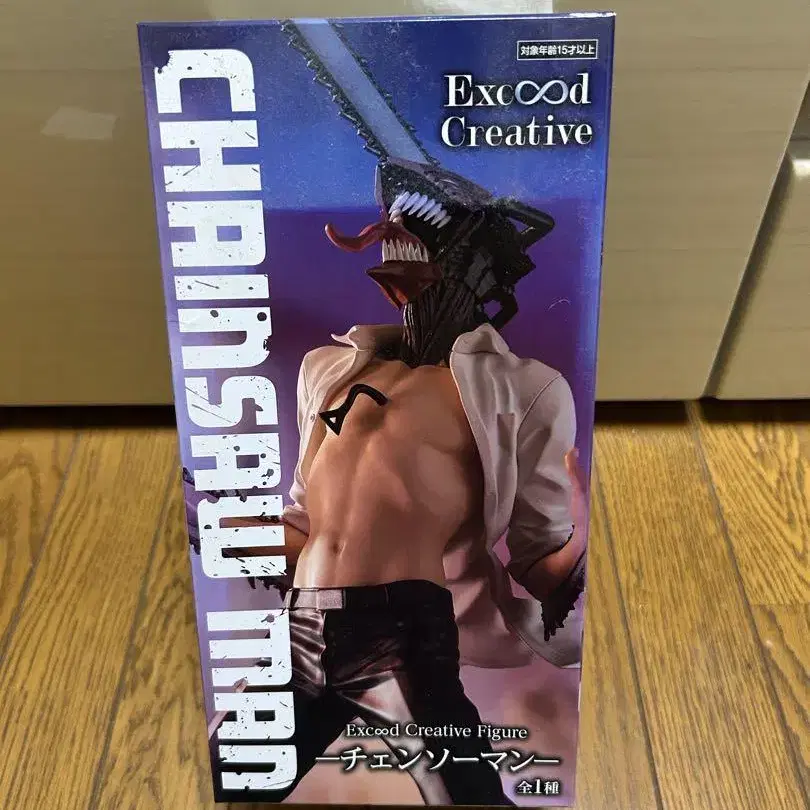 対象年齢15才以上
Exc∞d
Creative
CHAINSAW MAN
Exc∞d Creative Figure
ーチェンソーマンー
全1種